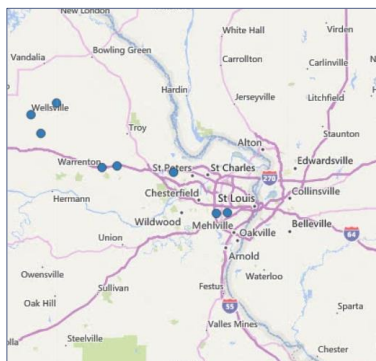 New London
White Hall
Virden
Bowling Green
Vandalia
Carrollton
Carlinville
Hardin
Jerseyville
Litchfield
Wellsville
Troy
Staunton
Alton
Warrenton
St Peters
St Charles
270
Edwardsville
Hermann
Chesterfield
St Louis
Collinsville
Wildwood
Mehlville
Oakville
Belleville
64
Union
Arnold
Owensville
Waterloo
Sullivan
Festus
Oak Hill
55
Sparta
olla
Steelville
Valles Mines
Chester